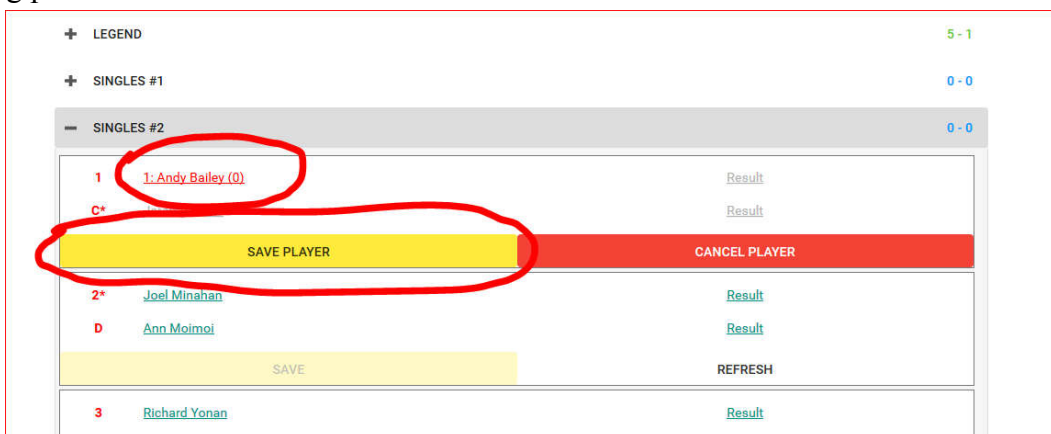 LEGEND 5 - 1
SINGLES #1 0 - 0
SINGLES #2 0 - 0
1 1: Andy Bailey (0) Result
C* Result
SAVE PLAYER CANCEL PLAYER
2* Joel Minahan Result
D Ann Moimoi Result
SAVE REFRESH
3 Richard Yonan Result